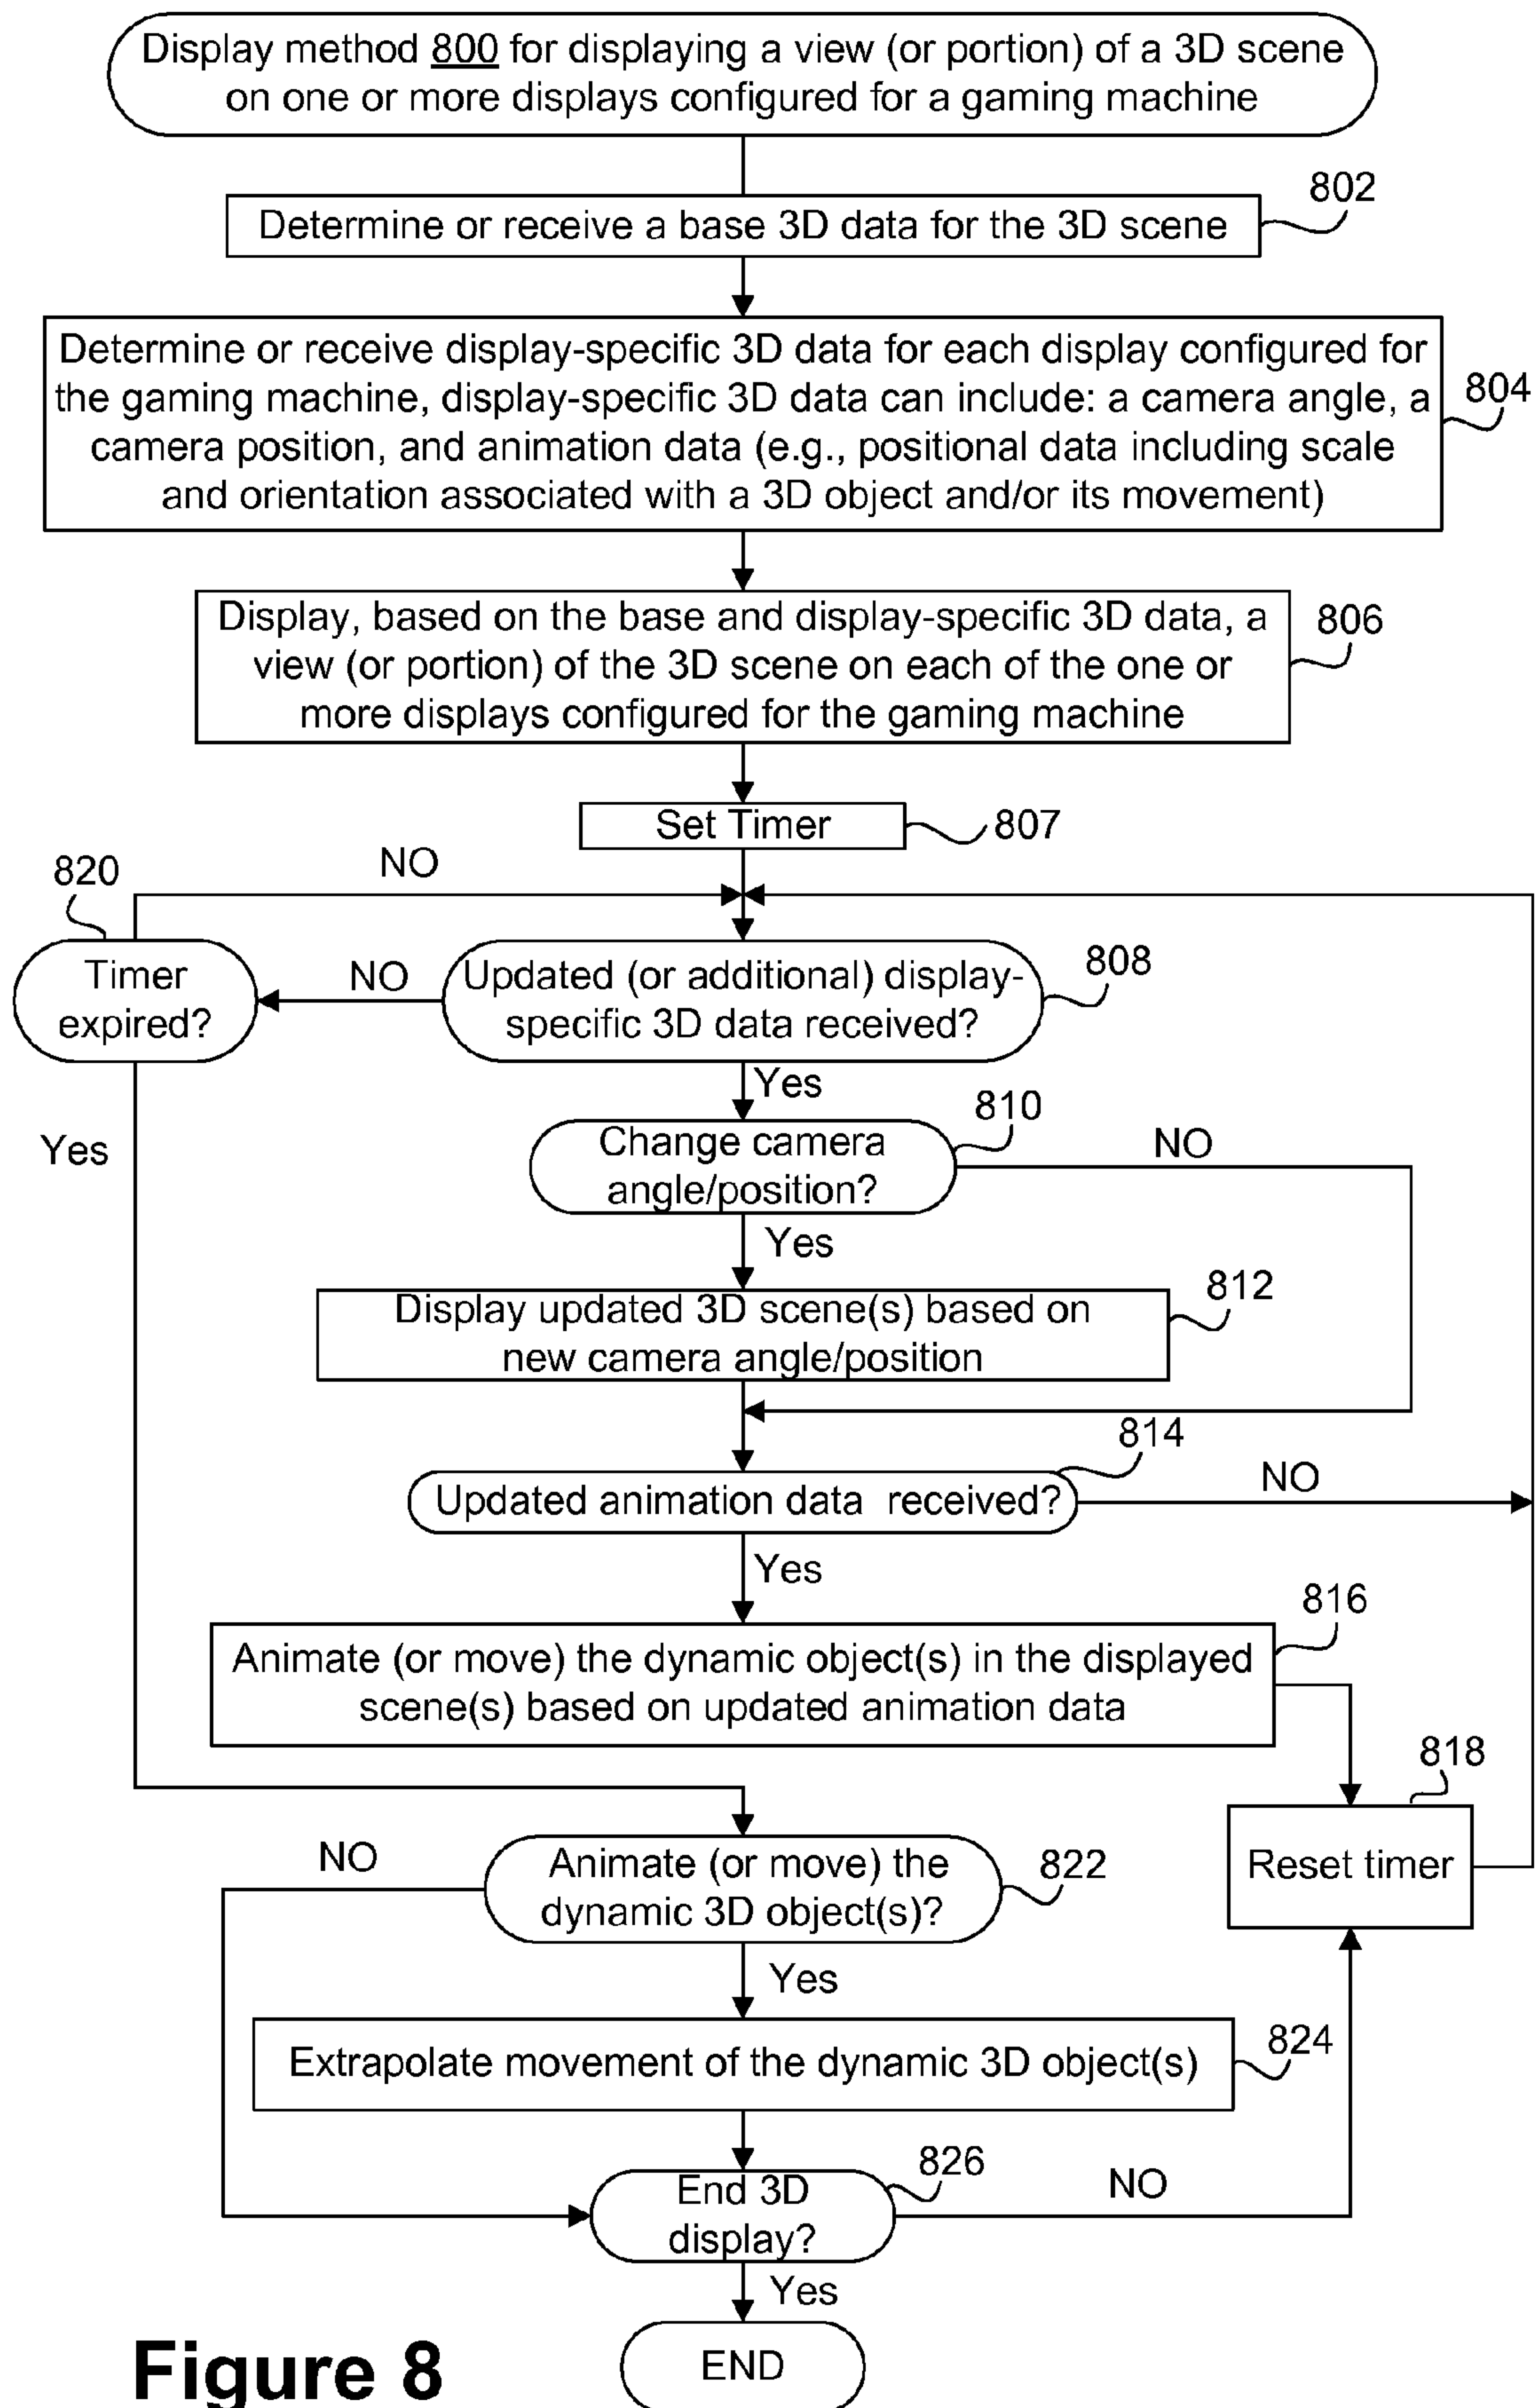 Display method 800 for displaying a view (or portion) of a 3D scene
on one or more displays configured for a gaming machine
802
Determine or receive a base 3D data for the 3D scene
Determine or receive display-specific 3D data for each display configured for
the gaming machine, display-specific 3D data can include: a camera angle, a
camera position, and animation data (e.g., positional data including scale
and orientation associated with a 3D object and/or its movement)
804
Display, based on the base and display-specific 3D data, a
view (or portion) of the 3D scene on each of the one or
more displays configured for the gaming machine
806
Set Timer
807
NO
820
Timer
expired?
NO
Updated (or additional) display-
specific 3D data received?
808
Yes
Yes
810
Change camera
angle/position?
NO
Yes
812
Display updated 3D scene(s) based on
new camera angle/position
814
Updated animation data received?
NO
Yes
816
Animate (or move) the dynamic object(s) in the displayed
scene(s) based on updated animation data
818
Reset timer
NO
Animate (or move) the
dynamic 3D object(s)?
822
Yes
Extrapolate movement of the dynamic 3D object(s)
824
826
End 3D
display?
NO
Yes
END
Figure 8